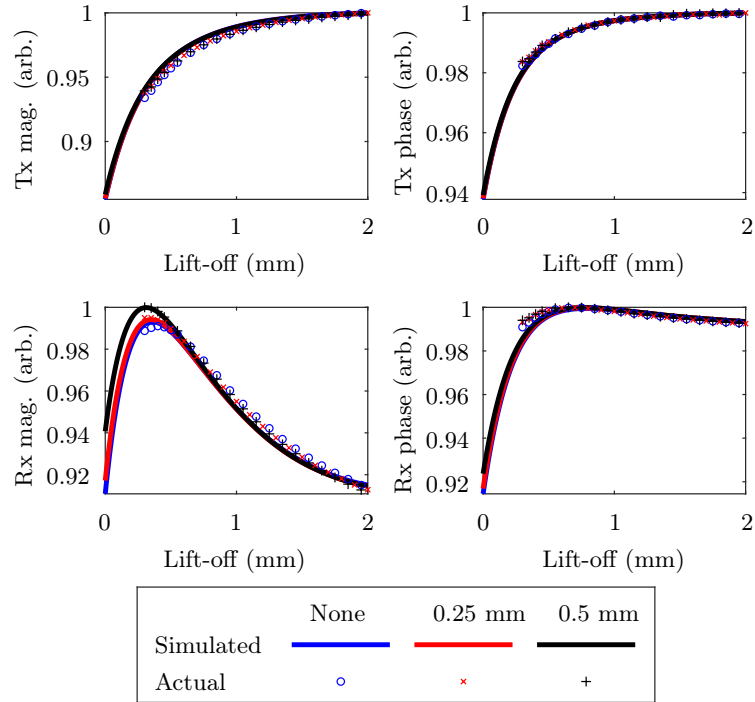 Tx mag. (arb.)
1
0.95
0.9
0
1
2
Lift-off (mm)
Tx phase (arb.)
1
0.98
0.96
0.94
0
1
2
Lift-off (mm)
Rx mag. (arb.)
1
0.98
0.96
0.94
0.92
0
1
2
Lift-off (mm)
Rx phase (arb.)
1
0.98
0.96
0.94
0.92
0
1
2
Lift-off (mm)
None 0.25 mm 0.5 mm
Simulated
Actual